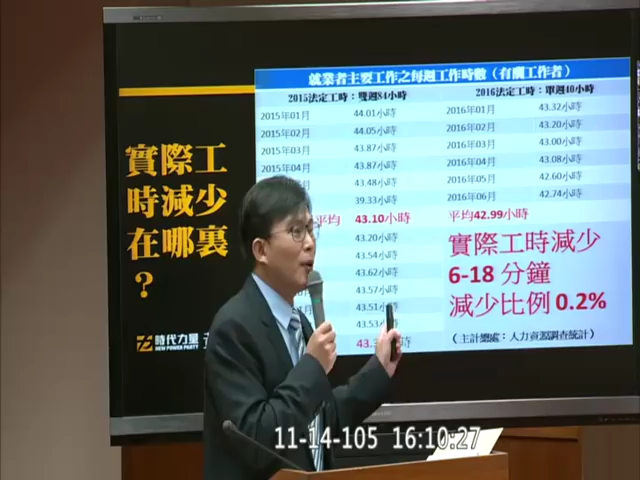 實際工
時減少
在哪裏
？
時代力量
NEW POWER PARTY
就業者主要工作之每週工作時數（有酬工作者）
2015法定工時：雙週84小時 2016法定工時：單週40小時
2015年01月 44.01小時 2016年01月 43.32小時
2015年02月 44.05小時 2016年02月 43.20小時
2015年03月 43.87小時 2016年03月 43.00小時
2015年04月 43.87小時 2016年04月 43.08小時
43.48小時 2016年05月 42.60小時
39.33小時 2016年06月 42.74小時
平均 43.10小時 平均42.99小時
43.20小時
43.54小時
43.62小時
43.57小時
43.51小時
43.53
43.
實際工時減少
6-18 分鐘
減少比例 0.2%
（主計總處：人力資源調查統計）
11-14-105 16:10:27